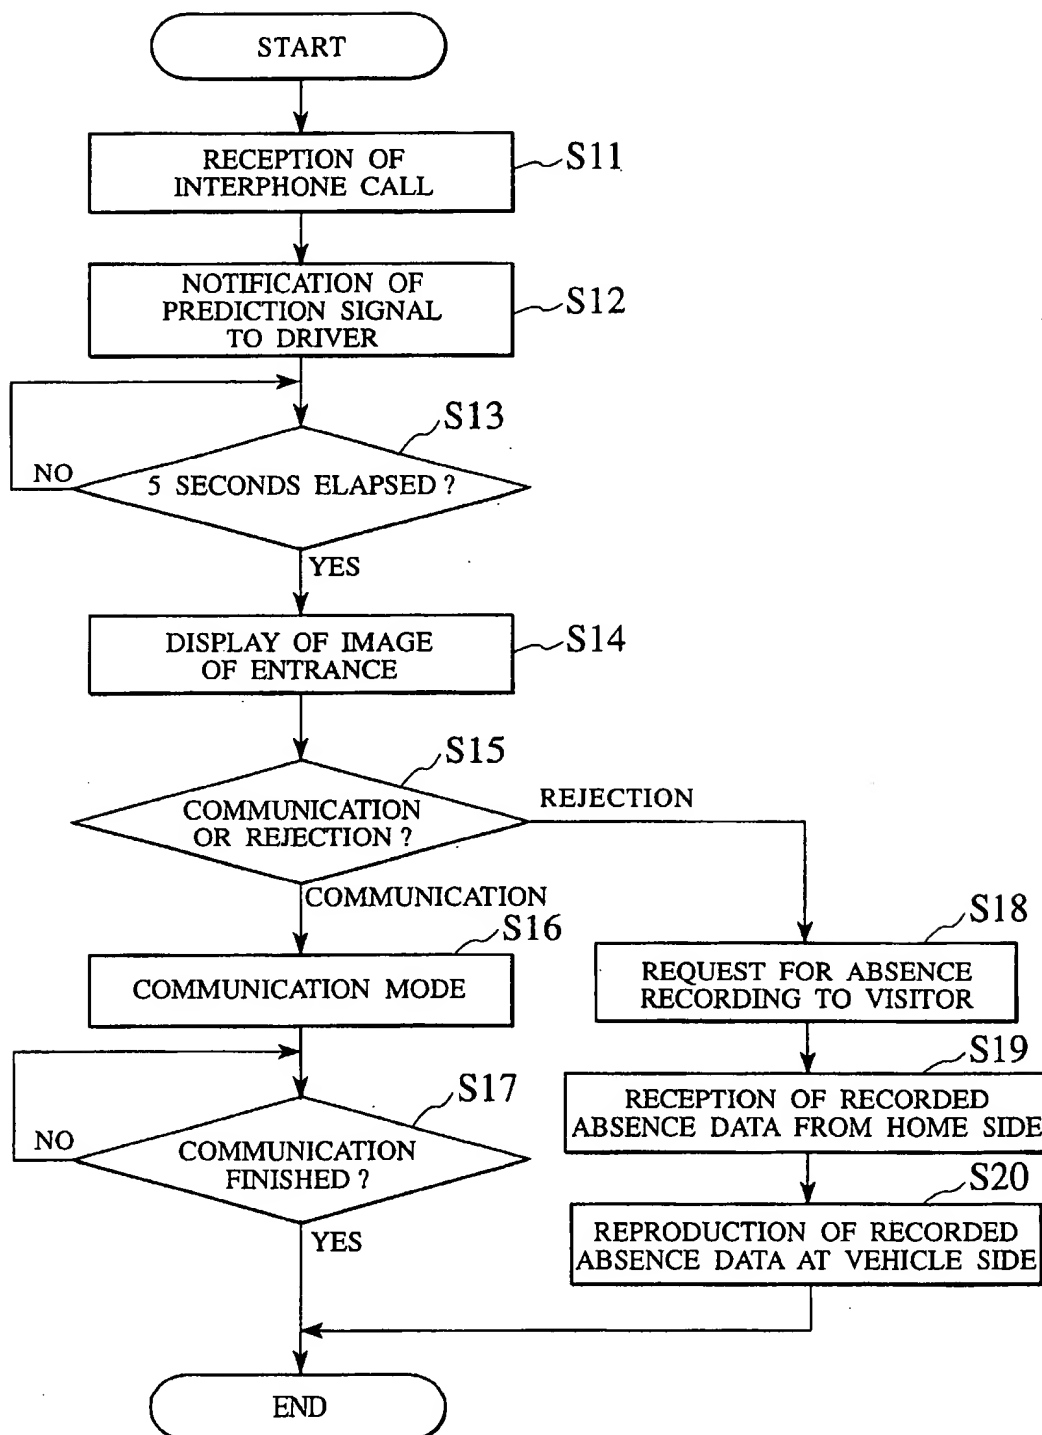 START
RECEPTION OF
INTERPHONE CALL
S11
NOTIFICATION OF
PREDICTION SIGNAL
TO DRIVER
S12
S13
5 SECONDS ELAPSED ?
NO
YES
DISPLAY OF IMAGE
OF ENTRANCE
S14
S15
COMMUNICATION
OR REJECTION ?
REJECTION
COMMUNICATION
S16
COMMUNICATION MODE
S17
COMMUNICATION
FINISHED ?
NO
YES
S18
REQUEST FOR ABSENCE
RECORDING TO VISITOR
S19
RECEPTION OF RECORDED
ABSENCE DATA FROM HOME SIDE
S20
REPRODUCTION OF RECORDED
ABSENCE DATA AT VEHICLE SIDE
END